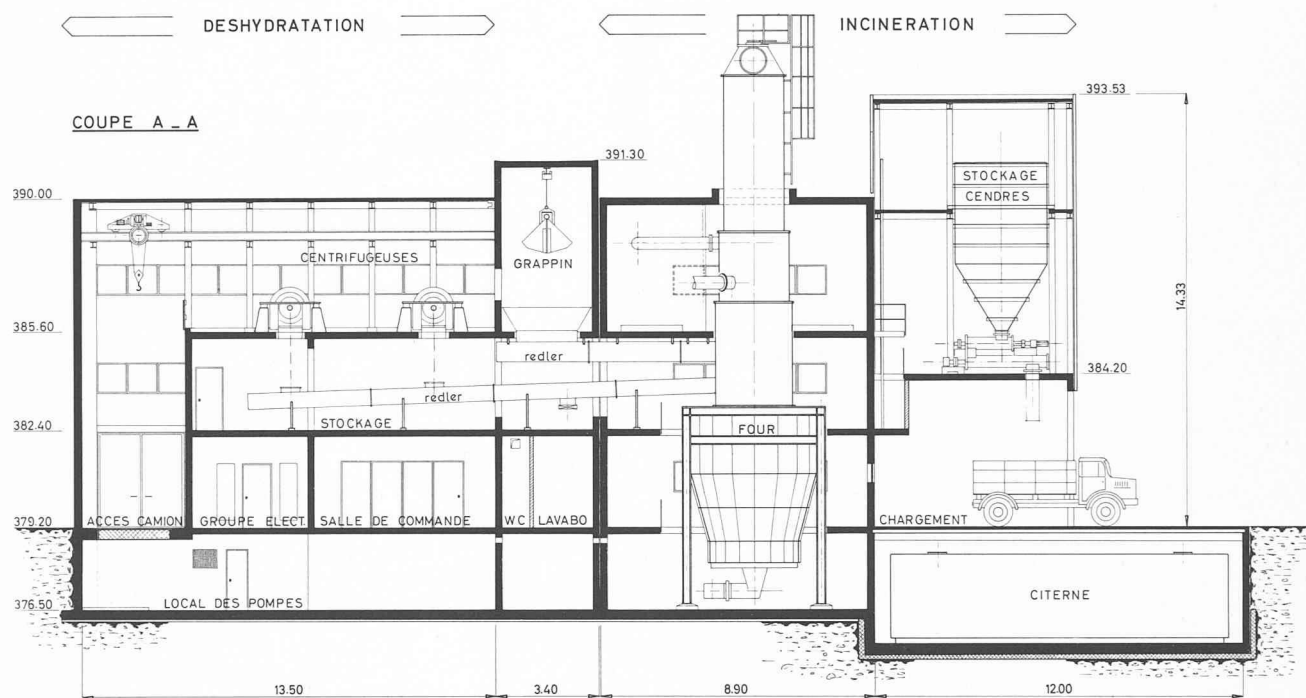 DESHYDRATATION
INCINERATION
COUPE A_A
393.53
391.30
390.00
STOCKAGE
CENDRES
CENTRIFUGEUSES
GRAPPIN
14.33
385.60
redler
384.20
redler
STOCKAGE
382.40
FOUR
379.20
ACCES CAMION
GROUPE ELECT
SALLE DE COMMANDE
WC LAVABO
CHARGEMENT
CITERNE
376.50
LOCAL DES POMPES
13.50
3.40
8.90
12.00